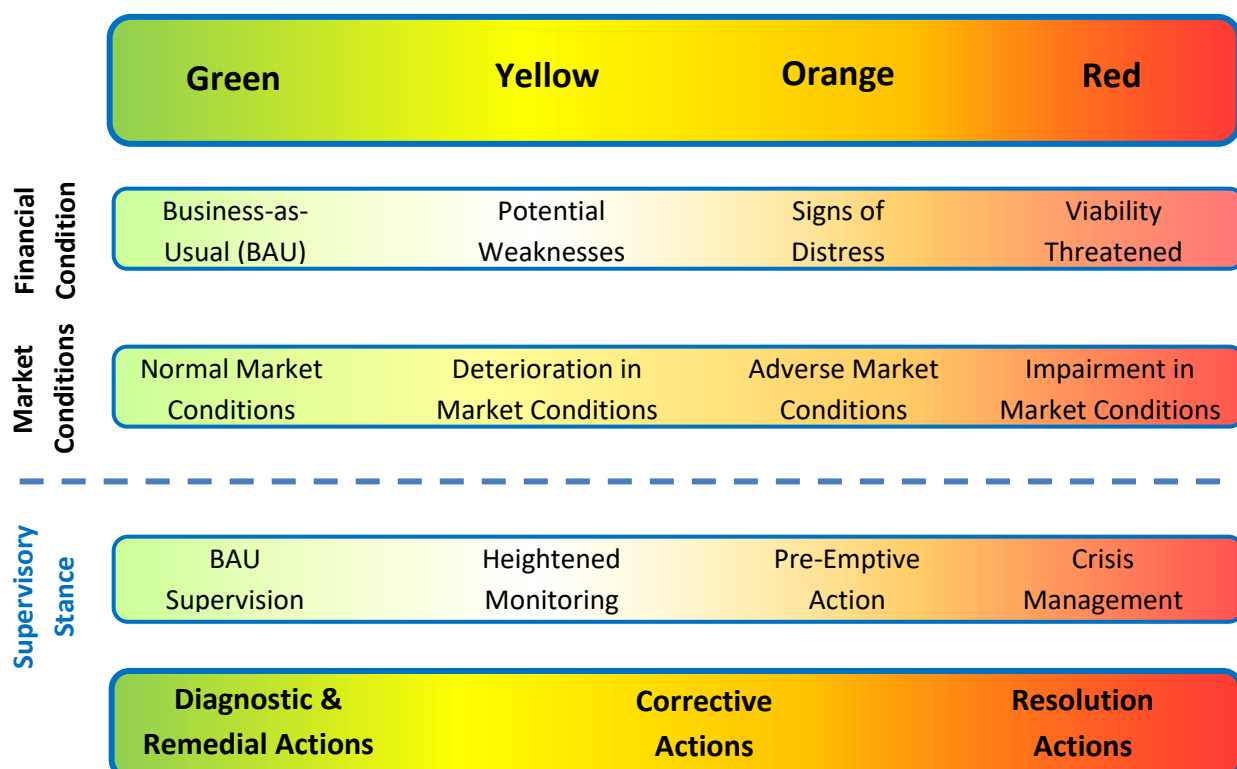 Green Yellow Orange Red
Financial
Condition
Business-as- Potential Signs of Viability
Usual (BAU) Weaknesses Distress Threatened
Market
Conditions
Normal Market Deterioration in Adverse Market Impairment in
Conditions Market Conditions Conditions Market Conditions
Supervisory
Stance
BAU Heightened Pre-Emptive Crisis
Supervision Monitoring Action Management
Diagnostic & Corrective Resolution
Remedial Actions Actions Actions